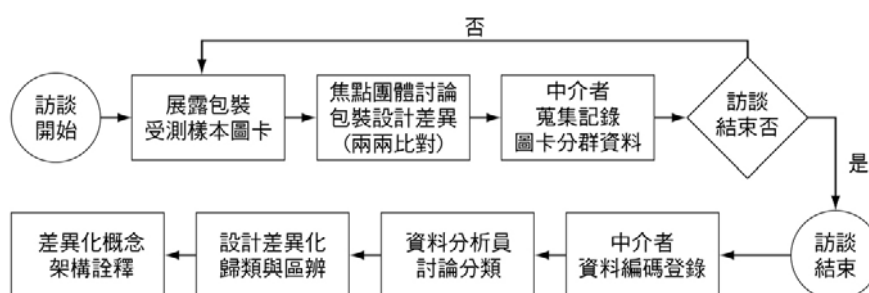 否
訪談
開始
展露包裝
受測樣本圖卡
焦點團體討論
包裝設計差異
(兩兩比對)
中介者
蒐集記錄
圖卡分群資料
訪談
結束否
是
差異化概念
架構詮釋
設計差異化
歸類與區辨
資料分析員
討論分類
中介者
資料編碼登錄
訪談
結束